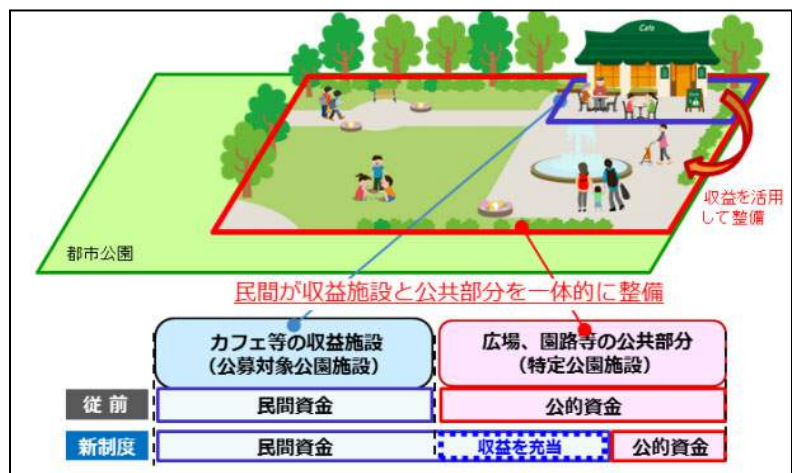 Cafe
収益を活用
して整備
都市公園
民間が収益施設と公共部分を一体的に整備
カフェ等の収益施設
(公募対象公園施設)
広場、園路等の公共部分
(特定公園施設)
従 前
民間資金
公的資金
新制度
民間資金
収益を充当
公的資金